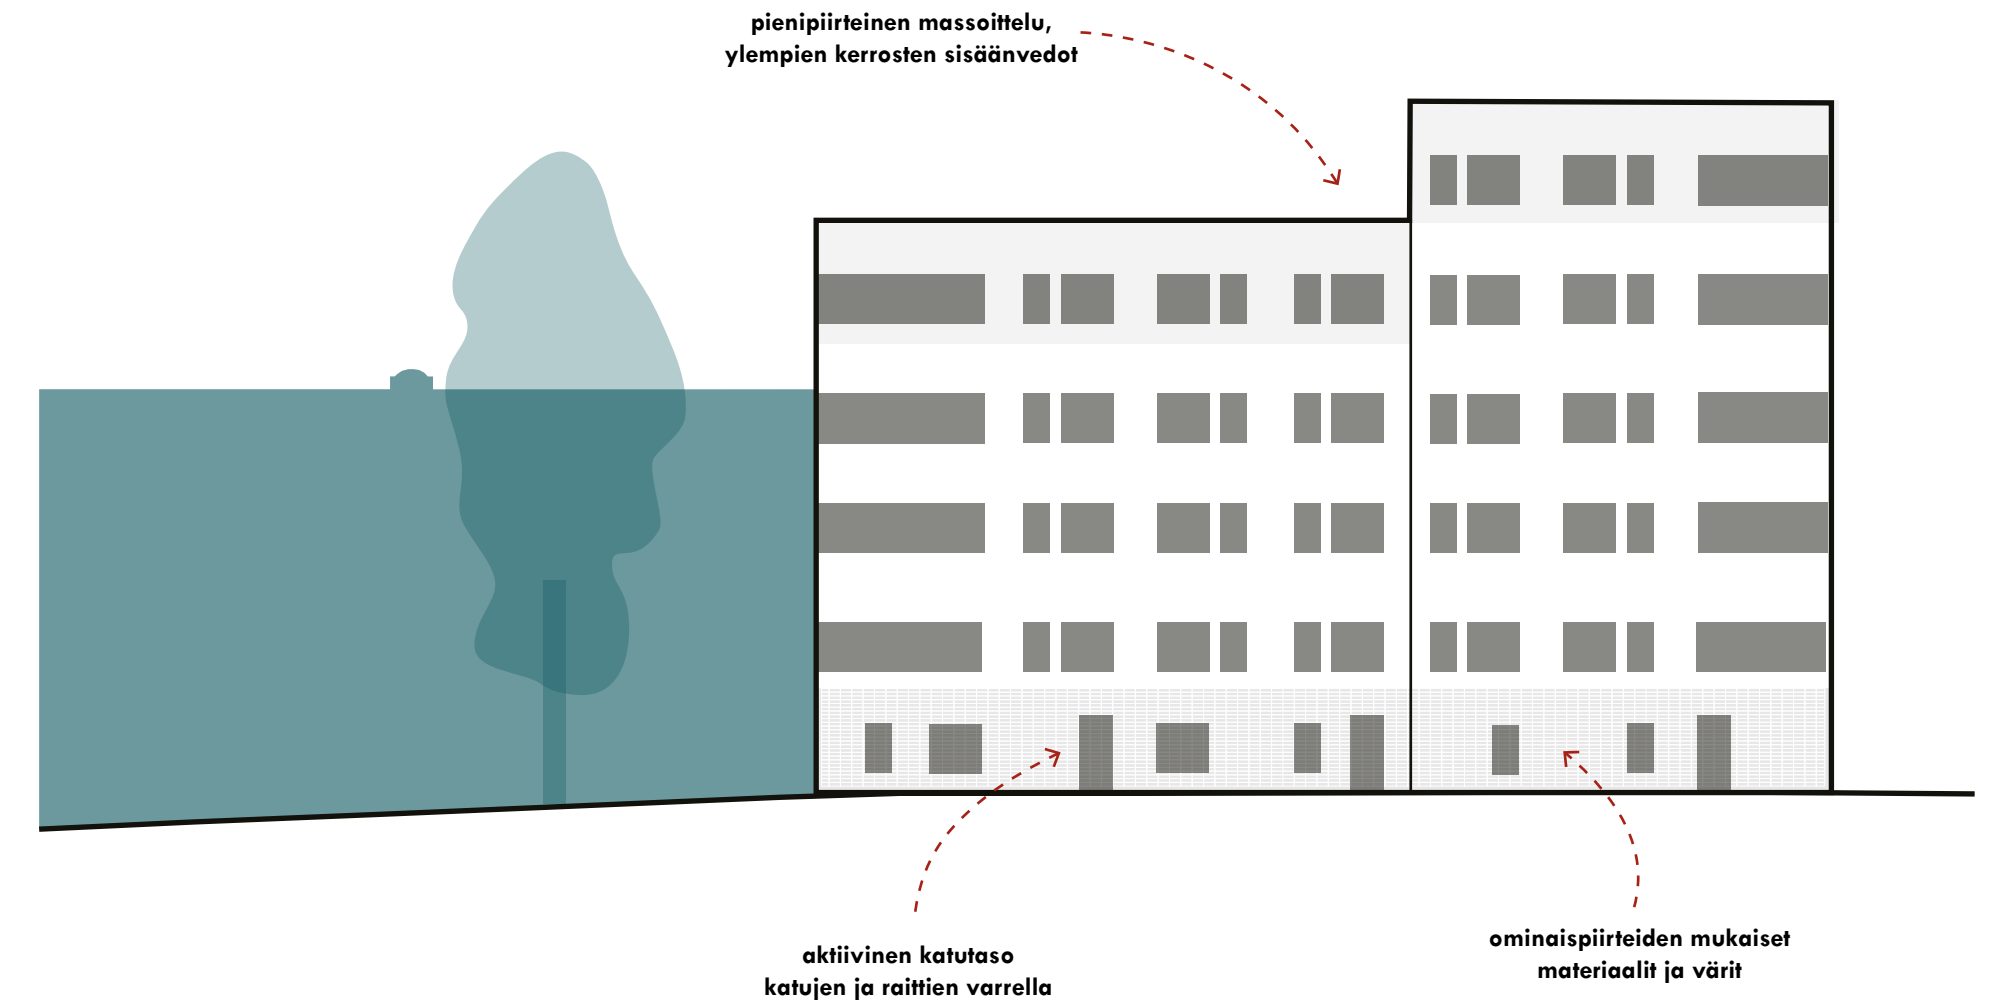 pienipiirteinen massoittelu,
ylempien kerrosten sisäänvedot
aktiivinen katutaso
katujen ja raittien varrella
ominaispiirteiden mukaiset
materiaalit ja värit